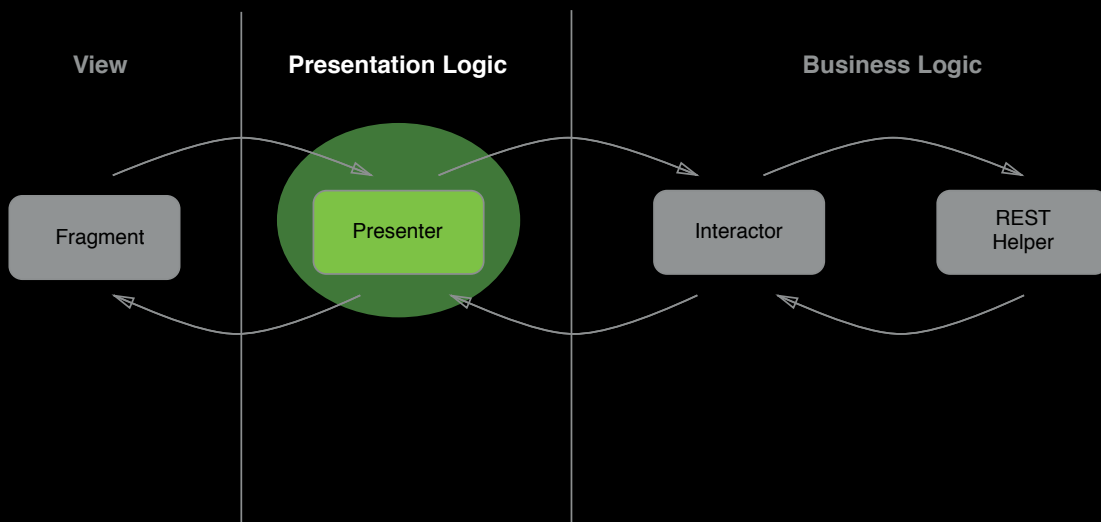 View
Presentation Logic
Business Logic
Fragment
Presenter
Interactor
REST
Helper